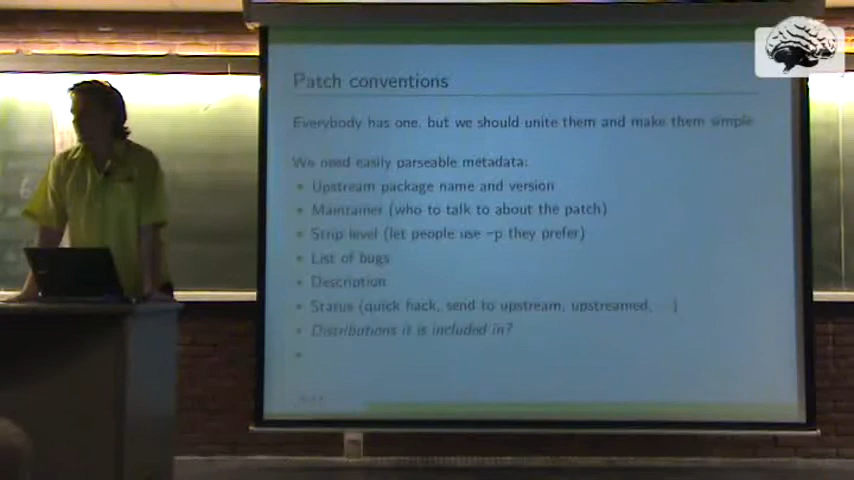 Patch conventions
Everybody has one, but we should unite them and make them simple
We need easily parseable metadata:
• Upstream package name and version
• Maintainer (who to talk to about the patch)
• Strip level (let people use -p they prefer)
• List of bugs
• Description
• Status (quick hack, send to upstream, upstreamed, ...)
• Distributions it is included in?
•